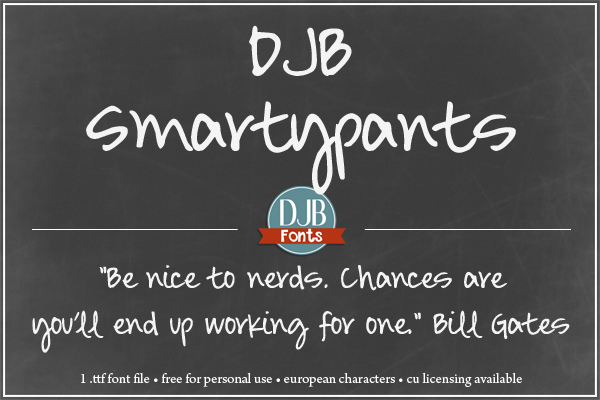 DJB
smartypants
DJB
Fonts
"Be nice to nerds. Chances are
you'll end up working for one." Bill Gates
1 .ttf font file • free for personal use • european characters • cu licensing available